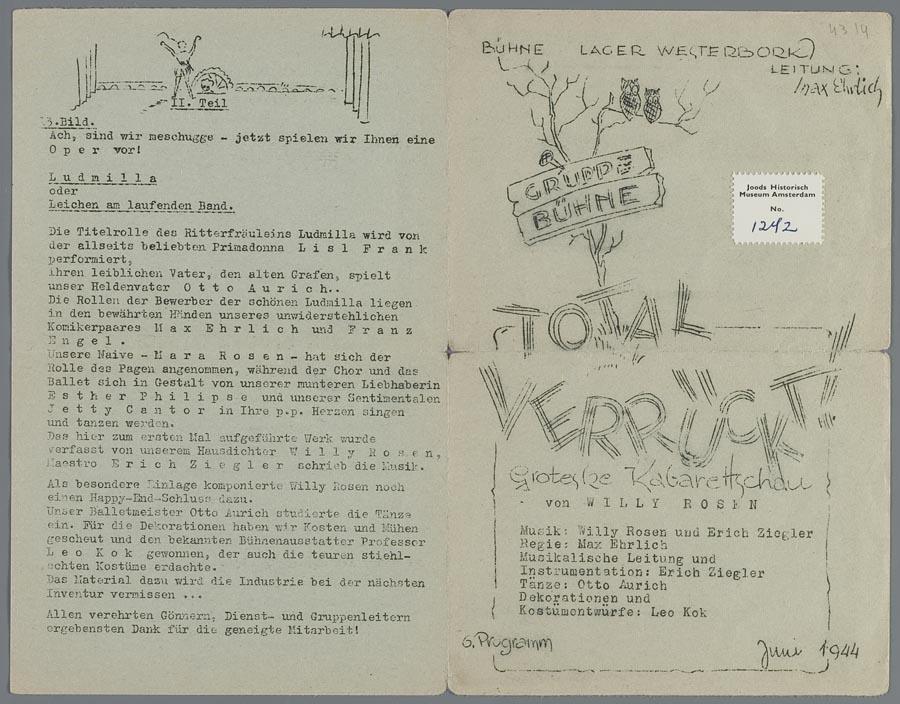 II. Teil
13.Bild.
Ach, sind wir meschugge - jetzt spielen wir Ihnen eine
O p e r vor!
L u d m i l l a
oder
Leichen am laufenden Band.
Die Titelrolle des Ritterfräuleins Ludmilla wird von
der allseits beliebten Primadonna L i s l F r a n k
performiert,
ihren leiblichen Vater, den alten Grafen, spielt
unser Heldenvater O t t o A u r i c h..
Die Rollen der Bewerber der schönen Ludmilla liegen
in den bewährten Händen unseres unwiderstehlichen
Komikerpaares M a x E h r l i c h und F r a n z
E n g e l .
Unsere Naive - M a r a R o s e n - hat sich der
Rolle des Pagen angenommen, während der Chor und das
Ballet sich in Gestalt von unserer munteren Liebhaberin
E s t h e r P h i l i p s e und unserer Sentimentalen
J e t t y C a n t o r in Ihre p.p. Herzen singen
und tanzen werden.
Das hier zum ersten Mal aufgeführte Werk wurde
verfasst von unserem Hausdichter W i l l y R o s e n,
Maestro E r i c h Z i e g l e r schrieb die Musik.
Als besondere Einlage komponierte Willy Rosen noch
einen Happy-End-Schluss dazu.
Unser Balletmeister Otto Aurich studierte die Tänze
ein. Für die Dekorationen haben wir Kosten und Mühen
gescheut und den bekannten Bühnenausstatter Professor
L e o K o k gewonnen, der auch die teuren stiehl-
echten Kostüme erdachte.
Das Material dazu wird die Industrie bei der nächsten
Inventur vermissen ...
Allen verehrten Gönnern, Dienst- und Gruppenleitern
ergebensten Dank für die geneigte Mitarbeit!
BÜHNE LAGER WESTERBORK
LEITUNG:
Max Ehrlich
GRUPPE
BÜHNE
Joods Historisch
Museum Amsterdam
No.
1242
TOTAL
VERRÜCKT!
Groteske Kabarettschau
von W I L L Y R O S E N
Musik: Willy Rosen und Erich Ziegler
Regie: Max Ehrlich
Musikalische Leitung und
Instrumentation: Erich Ziegler
Tänze: Otto Aurich
Dekorationen und
Kostümentwürfe: Leo Kok
6. Programm
Juni 1944